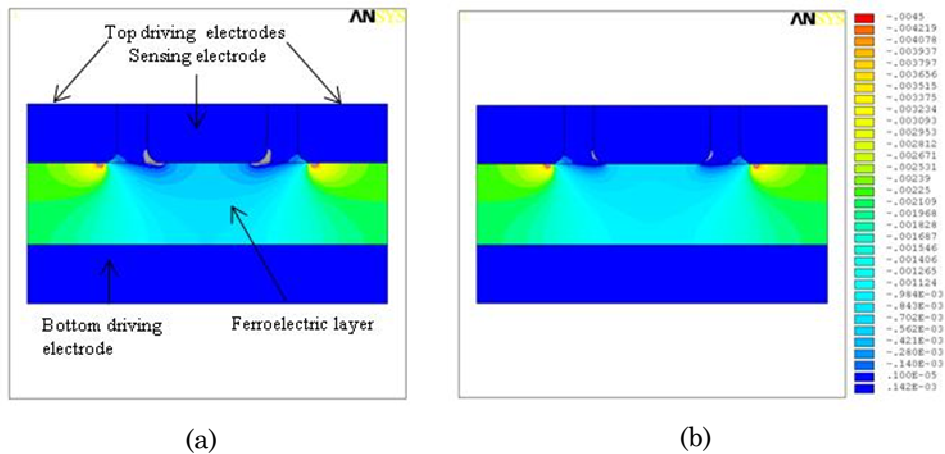 ANSYS
Top driving electrodes
Sensing electrode
Bottom driving
electrode
Ferroelectric layer
(a)
ANSYS
(b)
-.0045
-.004219
-.004078
-.003937
-.003797
-.003656
-.003515
-.003375
-.003234
-.003093
-.002953
-.002812
-.002671
-.002531
-.00239
-.00225
-.002109
-.001968
-.001828
-.001687
-.001546
-.001406
-.001265
-.001124
-.984E-03
-.843E-03
-.702E-03
-.562E-03
-.421E-03
-.280E-03
-.140E-03
.100E-05
.142E-03